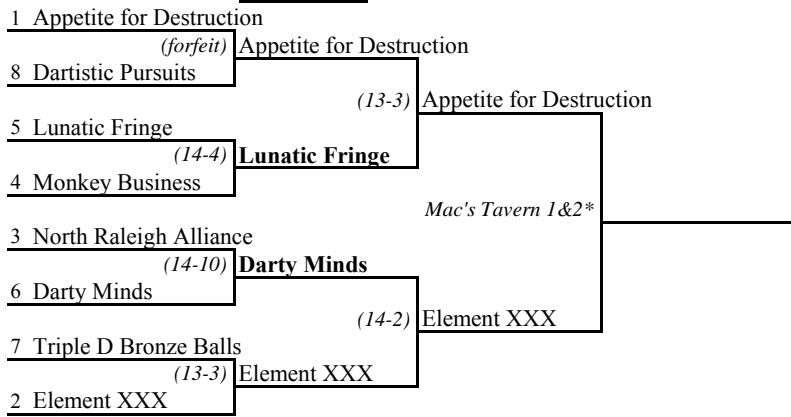 1 Appetite for Destruction
(forfeit) Appetite for Destruction
8 Dartistic Pursuits
(13-3) Appetite for Destruction
5 Lunatic Fringe
(14-4) Lunatic Fringe
4 Monkey Business
Mac's Tavern 1&2*
3 North Raleigh Alliance
(14-10) Darty Minds
6 Darty Minds
(14-2) Element XXX
7 Triple D Bronze Balls
(13-3) Element XXX
2 Element XXX